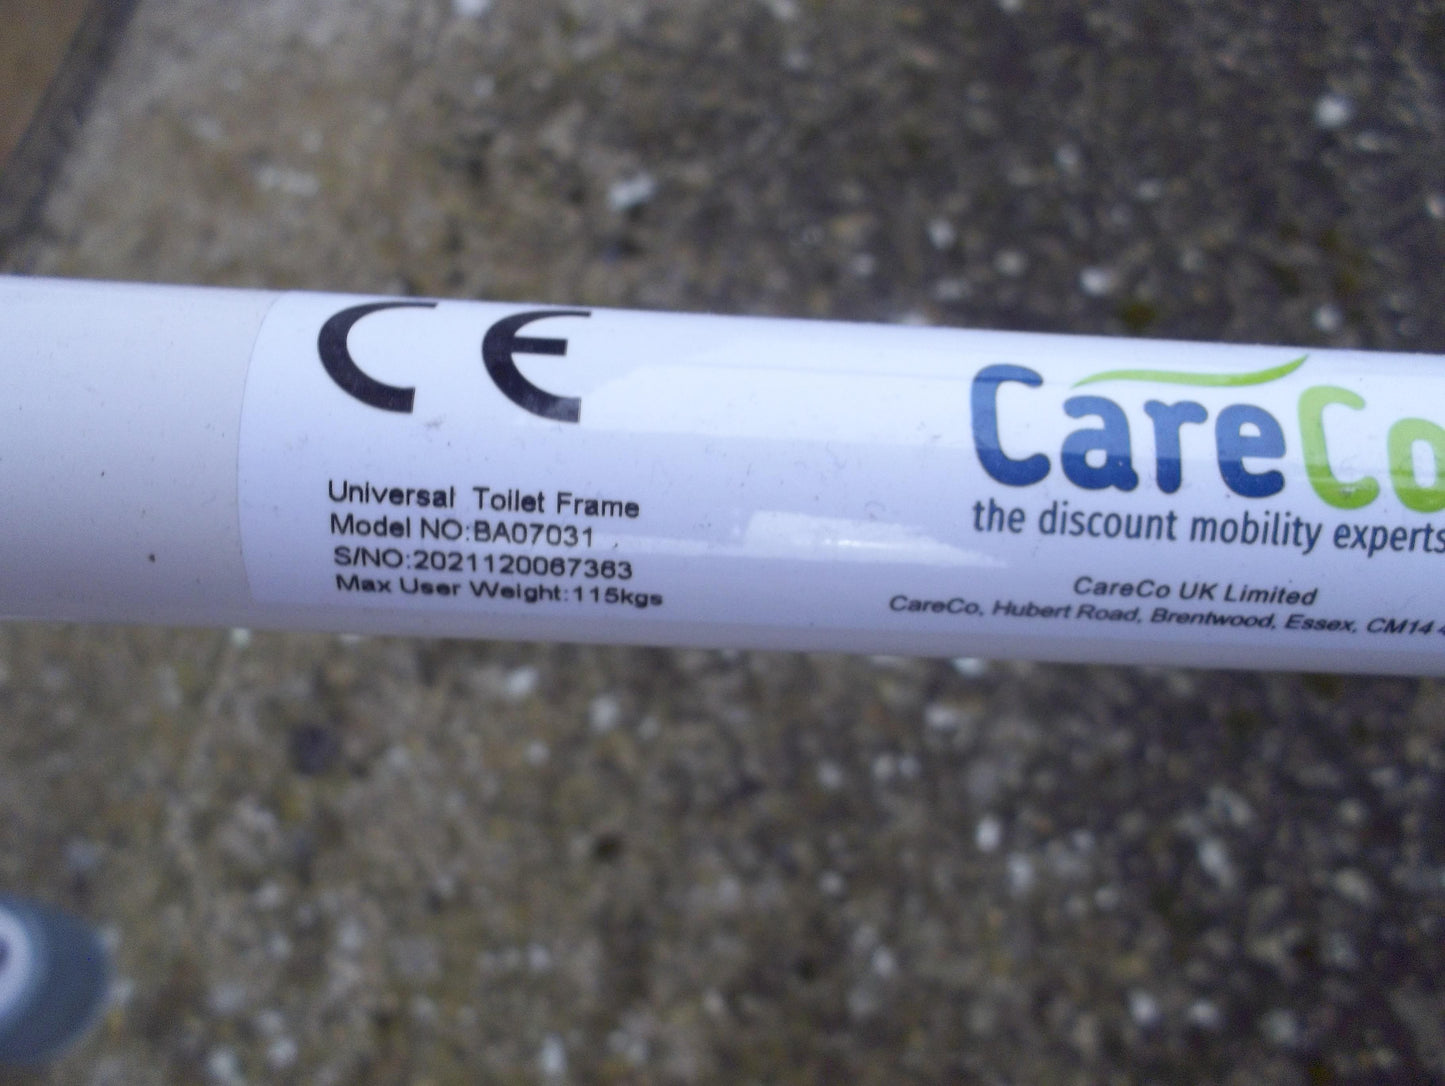 CE
Universal Toilet Frame
Model NO:BA07031
S/NO:2021120067363
Max User Weight:115kgs
CareCo
the discount mobility experts
CareCo UK Limited
CareCo, Hubert Road, Brentwood, Essex, CM14